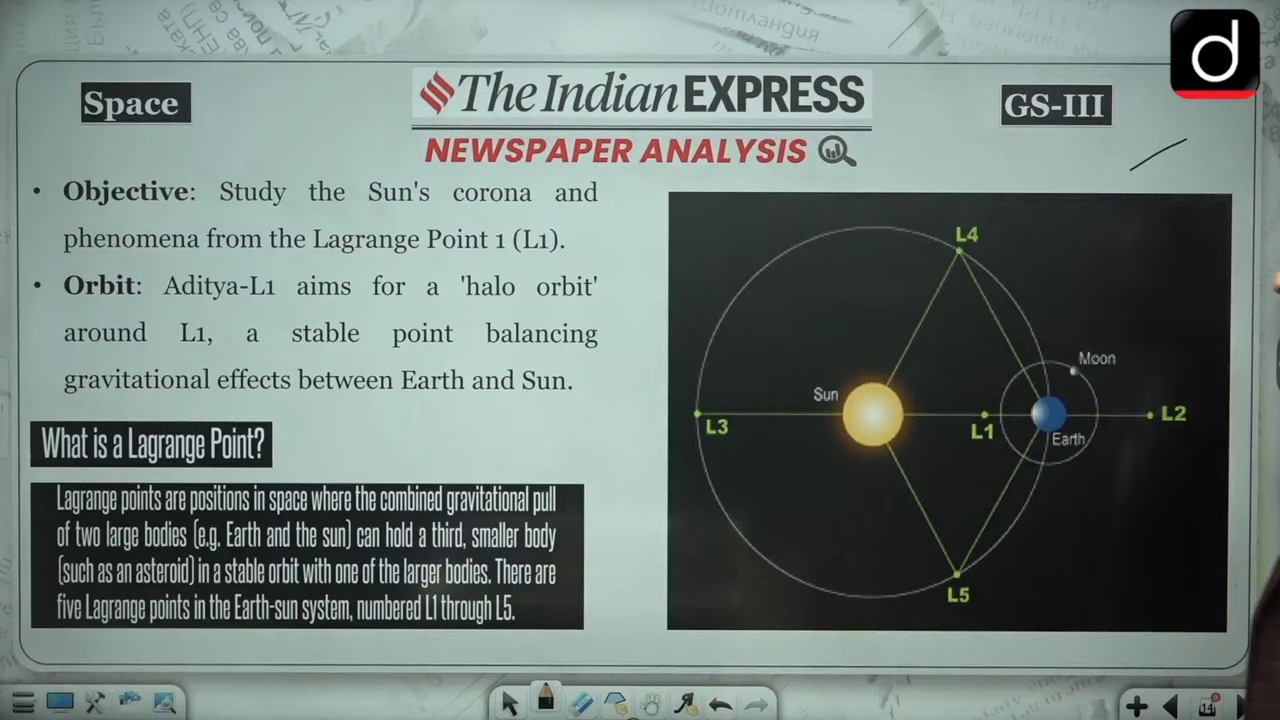 d
Space
The Indian EXPRESS
GS-III
NEWSPAPER ANALYSIS
• Objective: Study the Sun's corona and
phenomena from the Lagrange Point 1 (L1).
• Orbit: Aditya-L1 aims for a 'halo orbit'
around L1, a stable point balancing
gravitational effects between Earth and Sun.
What is a Lagrange Point?
Lagrange points are positions in space where the combined gravitational pull
of two large bodies (e.g. Earth and the sun) can hold a third, smaller body
(such as an asteroid) in a stable orbit with one of the larger bodies. There are
five Lagrange points in the Earth-sun system, numbered L1 through L5.
L4
Moon
Sun
L3
L1
L2
Earth
L5
14